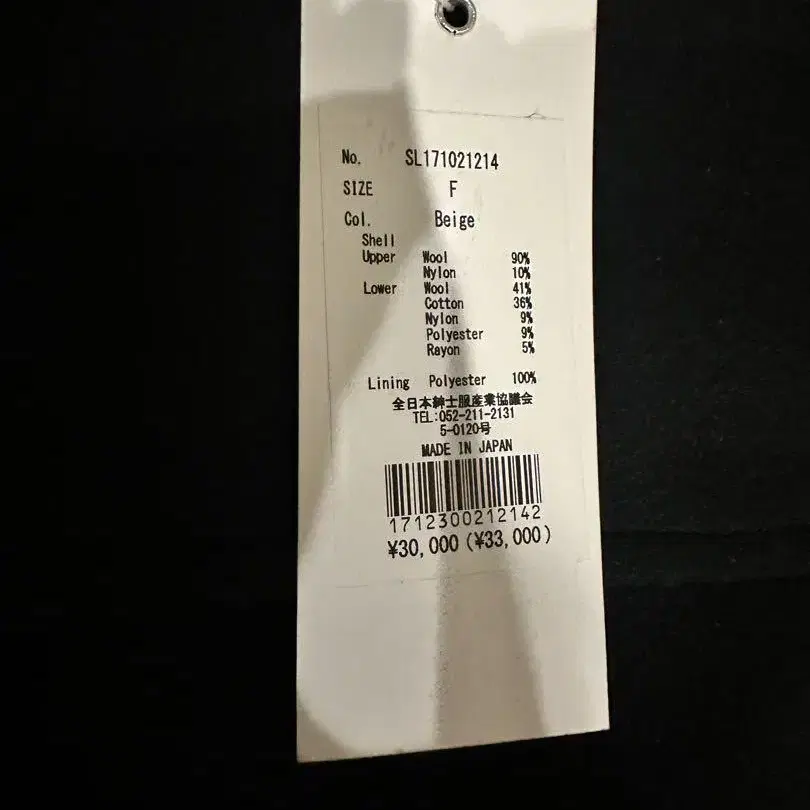 No. SL171021214
SIZE F
Col. Beige
Shell
Upper Wool 90%
Nylon 10%
Lower Wool 41%
Cotton 36%
Nylon 9%
Polyester 9%
Rayon 5%
Lining Polyester 100%
全日本紳士服産業協議会
TEL:052-211-2131
5-0120号
MADE IN JAPAN
1712300212142
¥30,000(¥33,000)